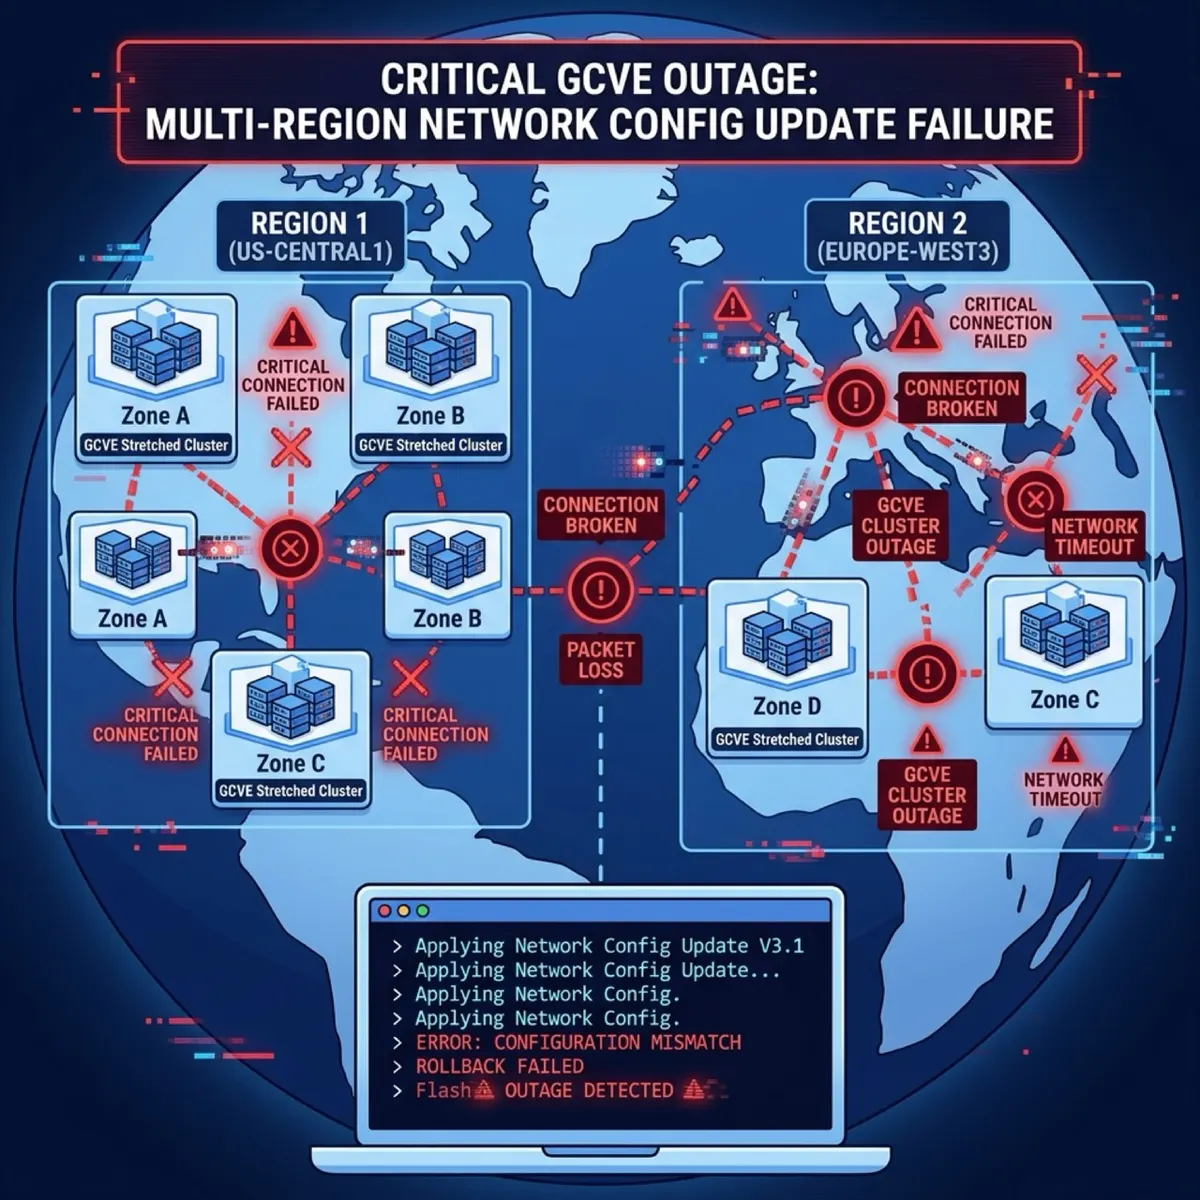 CRITICAL GCVE OUTAGE:
MULTI-REGION NETWORK CONFIG UPDATE FAILURE
REGION 1
(US-CENTRAL1)
Zone A
GCVE Stretched Cluster
CRITICAL
CONNECTION
FAILED
Zone B
GCVE Stretched Cluster
Zone A
Zone B
CRITICAL
CONNECTION
FAILED
Zone C
GCVE Stretched Cluster
CRITICAL
CONNECTION
FAILED
CONNECTION
BROKEN
PACKET
LOSS
REGION 2
(EUROPE-WEST3)
CRITICAL
CONNECTION
FAILED
CONNECTION
BROKEN
GCVE
CLUSTER
OUTAGE
NETWORK
TIMEOUT
Zone D
GCVE Stretched Cluster
Zone C
GCVE
CLUSTER
OUTAGE
NETWORK
TIMEOUT
> Applying Network Config Update V3.1
> Applying Network Config Update...
> Applying Network Config.
> Applying Network Config.
> ERROR: CONFIGURATION MISMATCH
> ROLLBACK FAILED
> Flash OUTAGE DETECTED